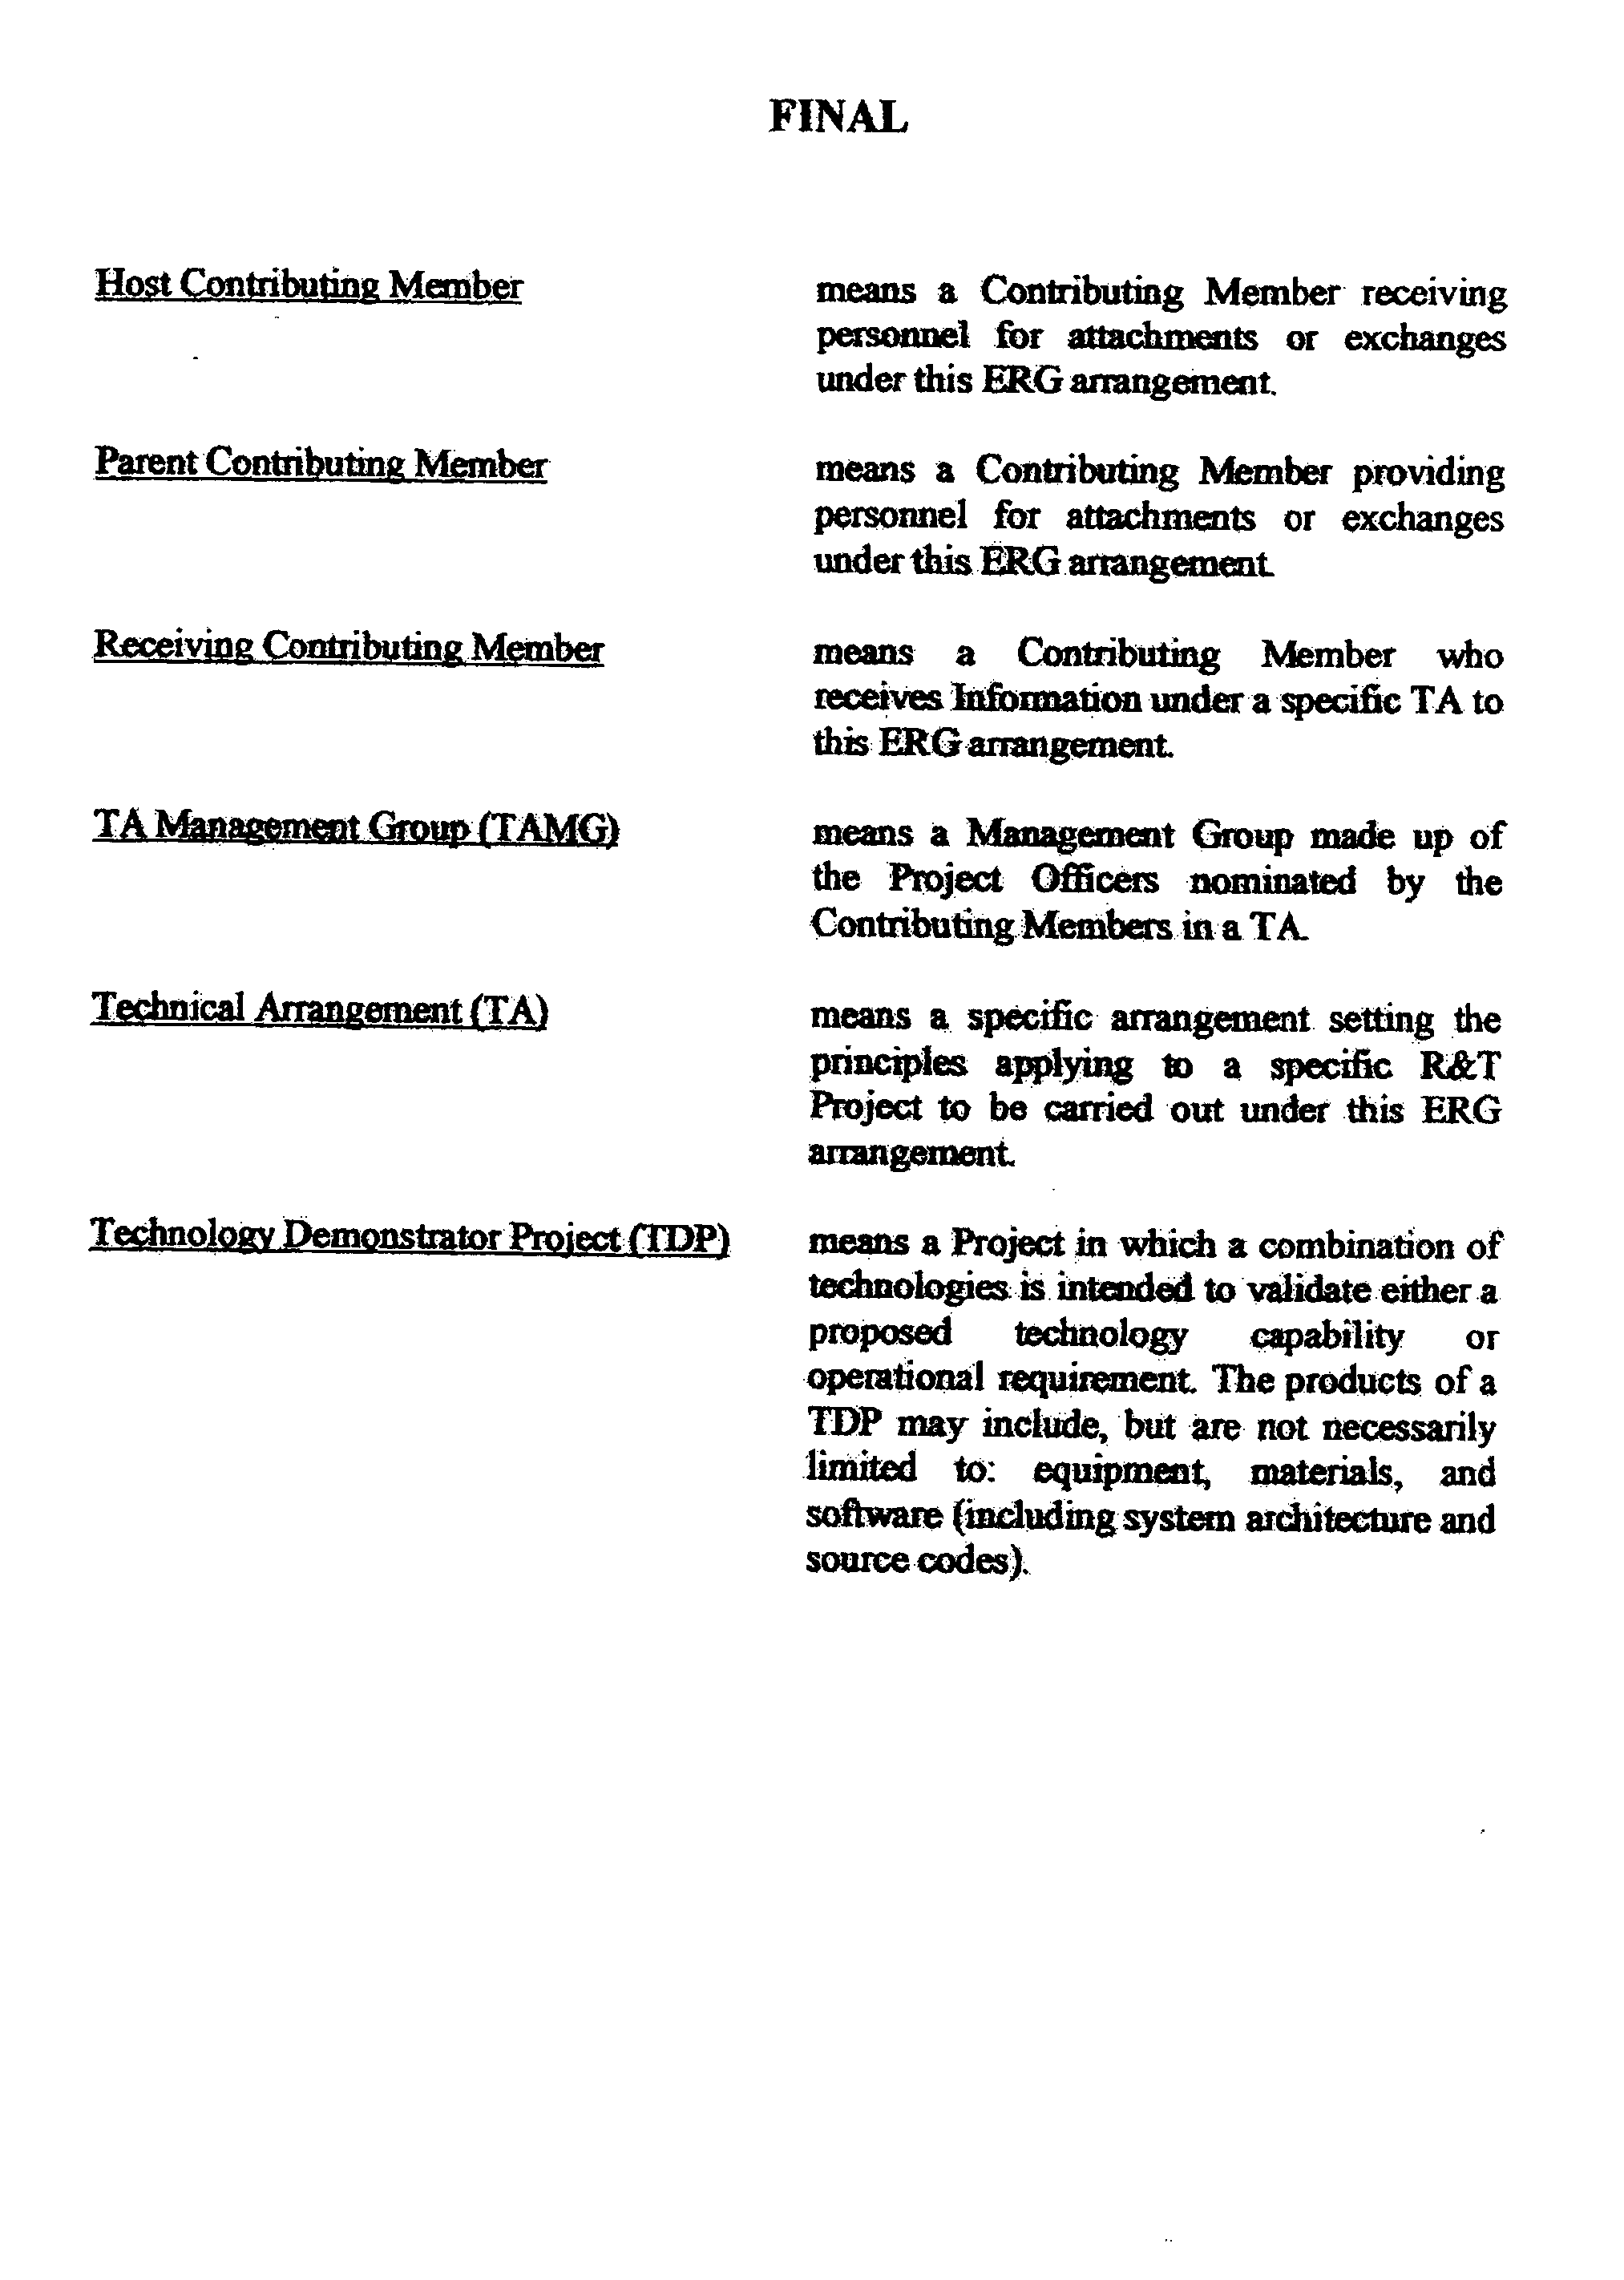 FINAL
Host Contributing Member
means a Contributing Member receiving
personnel for attachments or exchanges
under this ERG arrangement.
Parent Contributing Member
means a Contributing Member providing
personnel for attachments or exchanges
under this ERG arrangement.
Receiving Contributing Member
means a Contributing Member who
receives Information under a specific TA to
this ERG arrangement.
TA Management Group (TAMG)
means a Management Group made up of
the Project Officers nominated by the
Contributing Members in a TA.
Technical Arrangement (TA)
means a specific arrangement setting the
principles applying to a specific R&T
Project to be carried out under this ERG
arrangement.
Technology Demonstrator Project (TDP)
means a Project in which a combination of
technologies is intended to validate either a
proposed technology capability or
operational requirement. The products of a
TDP may include, but are not necessarily
limited to: equipment, materials, and
software (including system architecture and
source codes).